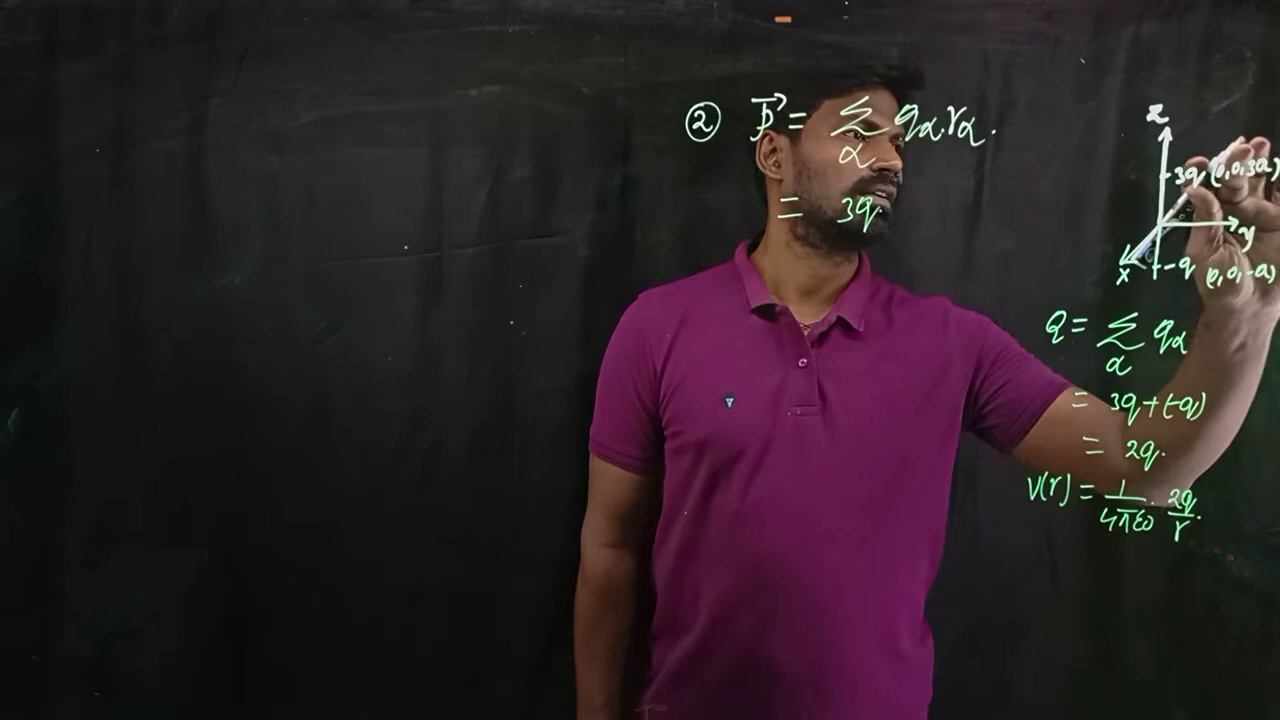 ② p⃗ = Σ qα.rα.
α
= 3q
z
3q (0,0,3a)
y
x
-q (0,0,-a)
Q = Σ qα
α
= 3q+(-q)
= 2q.
V(r) = 1/4πε0 . 2q/r.